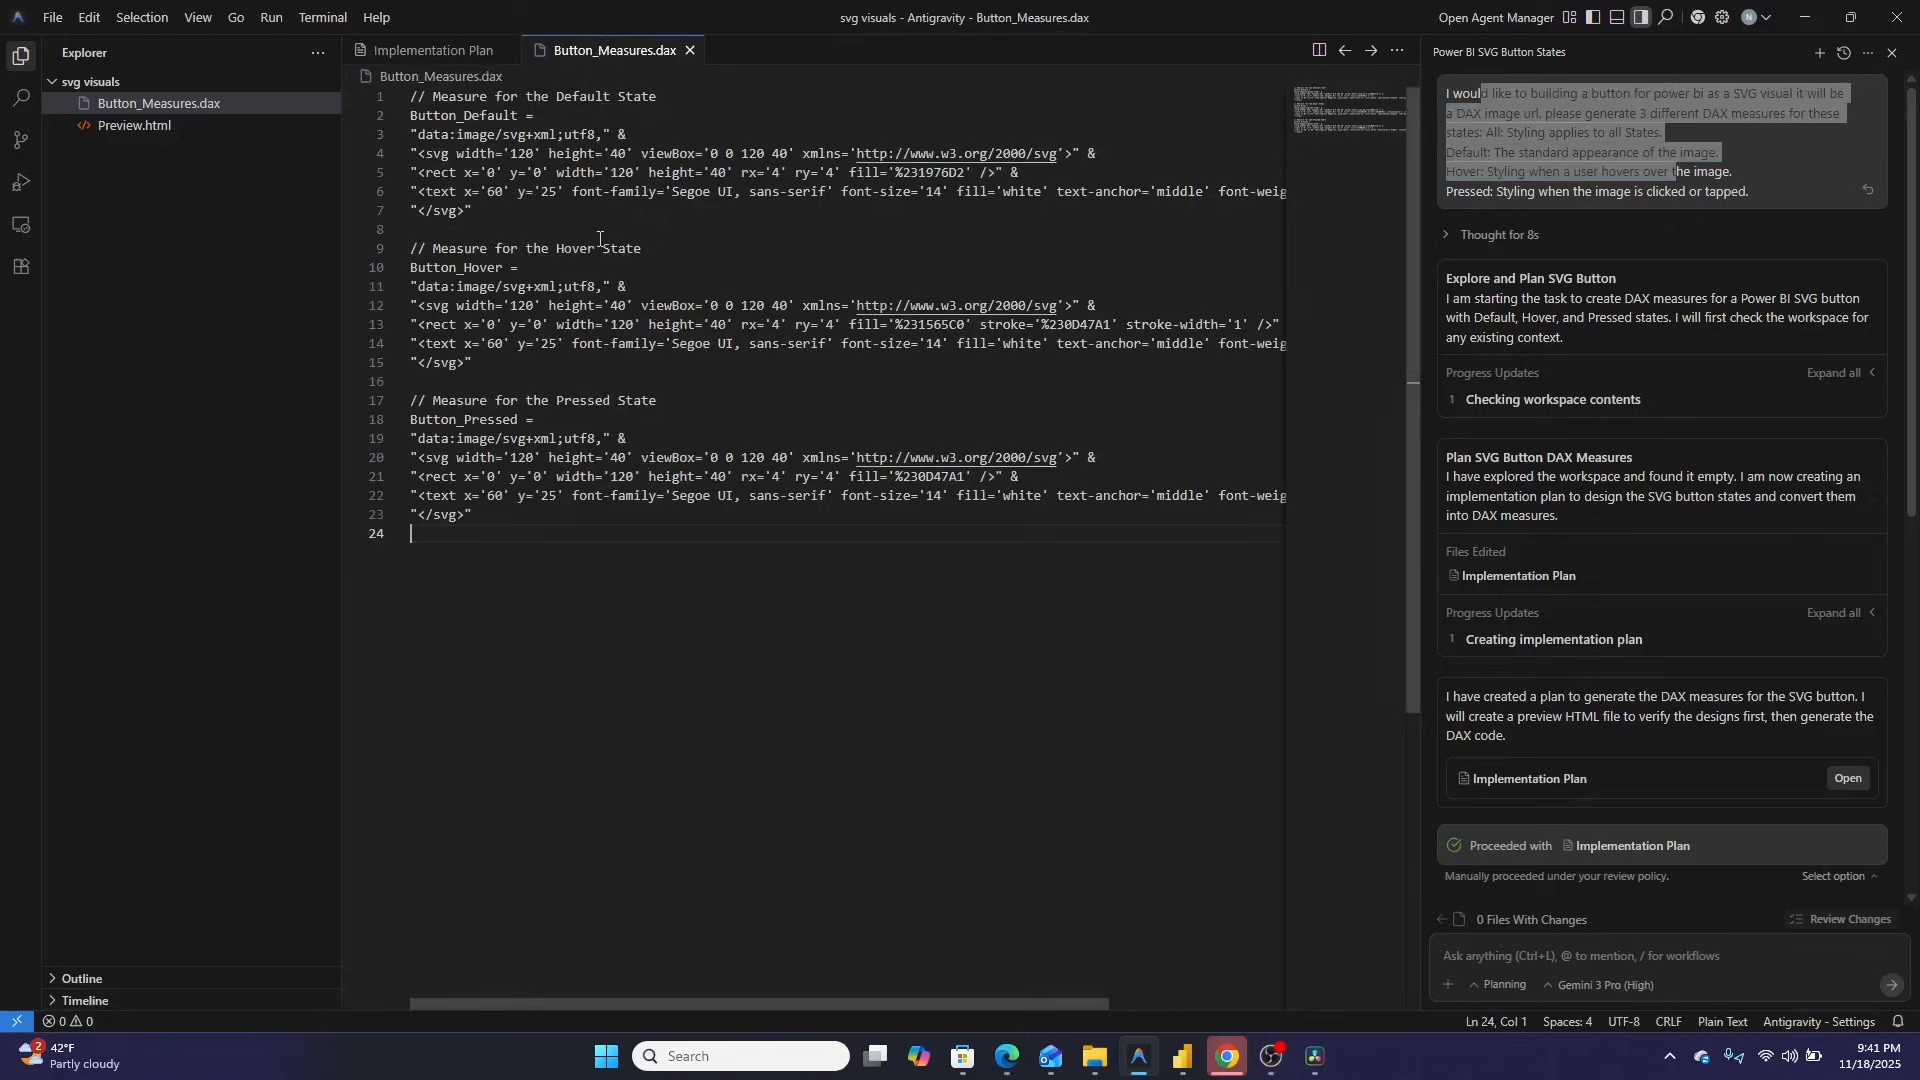 File Edit Selection View Go Run Terminal Help
svg visuals - Antigravity - Button_Measures.dax
Open Agent Manager
N
Explorer
svg visuals
Button_Measures.dax
Preview.html
Outline
Timeline
Implementation Plan
Button_Measures.dax
Button_Measures.dax
1 // Measure for the Default State
2 Button_Default =
3 "data:image/svg+xml;utf8," &
4 "<svg width='120' height='40' viewBox='0 0 120 40' xmlns='http://www.w3.org/2000/svg'>" &
5 "<rect x='0' y='0' width='120' height='40' rx='4' ry='4' fill='%231976D2' />" &
6 "<text x='60' y='25' font-family='Segoe UI, sans-serif' font-size='14' fill='white' text-anchor='middle' font-weig
7 "</svg>"
8
9 // Measure for the Hover State
10 Button_Hover =
11 "data:image/svg+xml;utf8," &
12 "<svg width='120' height='40' viewBox='0 0 120 40' xmlns='http://www.w3.org/2000/svg'>" &
13 "<rect x='0' y='0' width='120' height='40' rx='4' ry='4' fill='%231565C0' stroke='%230D47A1' stroke-width='1' />"
14 "<text x='60' y='25' font-family='Segoe UI, sans-serif' font-size='14' fill='white' text-anchor='middle' font-weig
15 "</svg>"
16
17 // Measure for the Pressed State
18 Button_Pressed =
19 "data:image/svg+xml;utf8," &
20 "<svg width='120' height='40' viewBox='0 0 120 40' xmlns='http://www.w3.org/2000/svg'>" &
21 "<rect x='0' y='0' width='120' height='40' rx='4' ry='4' fill='%230D47A1' />" &
22 "<text x='60' y='25' font-family='Segoe UI, sans-serif' font-size='14' fill='white' text-anchor='middle' font-weig
23 "</svg>"
24
Power BI SVG Button States
I would like to building a button for power bi as a SVG visual it will be
a DAX image url, please generate 3 different DAX measures for these
states: All: Styling applies to all States.
Default: The standard appearance of the image.
Hover: Styling when a user hovers over the image.
Pressed: Styling when the image is clicked or tapped.
Thought for 8s
Explore and Plan SVG Button
I am starting the task to create DAX measures for a Power BI SVG button
with Default, Hover, and Pressed states. I will first check the workspace for
any existing context.
Progress Updates Expand all
1 Checking workspace contents
Plan SVG Button DAX Measures
I have explored the workspace and found it empty. I am now creating an
implementation plan to design the SVG button states and convert them
into DAX measures.
Files Edited
Implementation Plan
Progress Updates Expand all
1 Creating implementation plan
I have created a plan to generate the DAX measures for the SVG button. I
will create a preview HTML file to verify the designs first, then generate the
DAX code.
Implementation Plan Open
Proceeded with Implementation Plan
Manually proceeded under your review policy. Select option
0 Files With Changes Review Changes
Ask anything (Ctrl+L), @ to mention, / for workflows
Planning Gemini 3 Pro (High)
0 0
Ln 24, Col 1 Spaces: 4 UTF-8 CRLF Plain Text Antigravity - Settings
2
42°F
Partly cloudy
Search
9:41 PM
11/18/2025